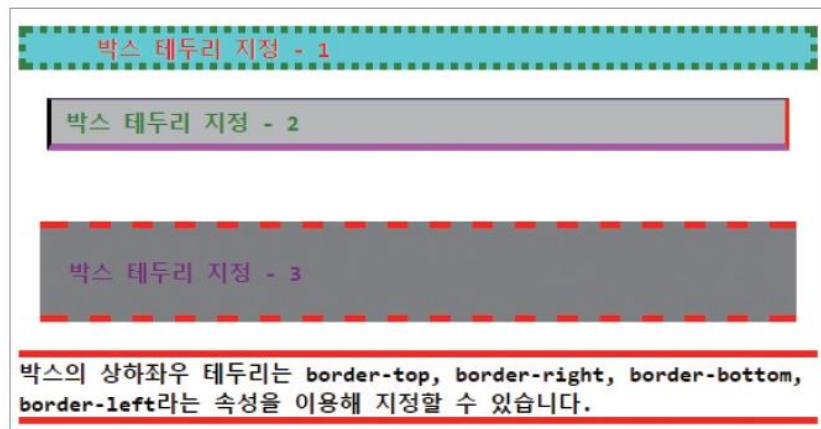 박스 테두리 지정 - 1
박스 테두리 지정 - 2
박스 테두리 지정 - 3
박스의 상하좌우 테두리는 border-top, border-right, border-bottom,
border-left라는 속성을 이용해 지정할 수 있습니다.